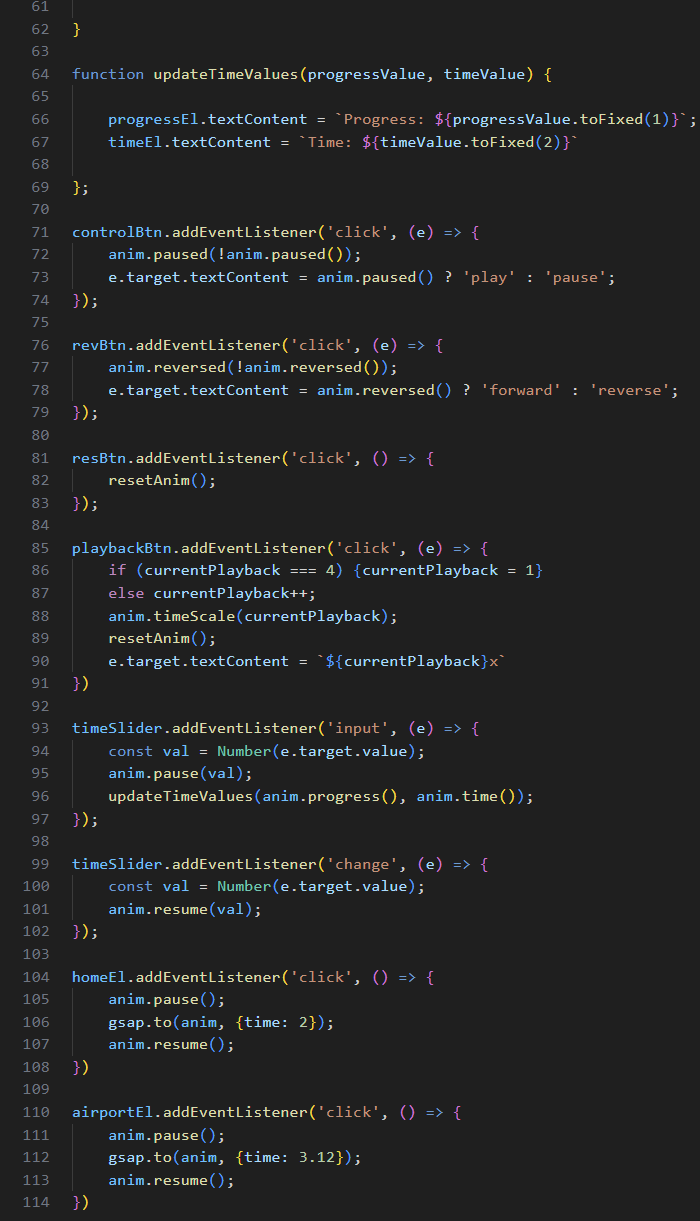 61
62 }
63
64 function updateTimeValues(progressValue, timeValue) {
65
66     progressEl.textContent = `Progress: ${progressValue.toFixed(1)}`;
67     timeEl.textContent = `Time: ${timeValue.toFixed(2)}`
68
69 };
70
71 controlBtn.addEventListener('click', (e) => {
72     anim.paused(!anim.paused());
73     e.target.textContent = anim.paused() ? 'play' : 'pause';
74 });
75
76 revBtn.addEventListener('click', (e) => {
77     anim.reversed(!anim.reversed());
78     e.target.textContent = anim.reversed() ? 'forward' : 'reverse';
79 });
80
81 resBtn.addEventListener('click', () => {
82     resetAnim();
83 });
84
85 playbackBtn.addEventListener('click', (e) => {
86     if (currentPlayback === 4) {currentPlayback = 1}
87     else currentPlayback++;
88     anim.timeScale(currentPlayback);
89     resetAnim();
90     e.target.textContent = `${currentPlayback}x`
91 })
92
93 timeSlider.addEventListener('input', (e) => {
94     const val = Number(e.target.value);
95     anim.pause(val);
96     updateTimeValues(anim.progress(), anim.time());
97 });
98
99 timeSlider.addEventListener('change', (e) => {
100     const val = Number(e.target.value);
101     anim.resume(val);
102 });
103
104 homeEl.addEventListener('click', () => {
105     anim.pause();
106     gsap.to(anim, {time: 2});
107     anim.resume();
108 })
109
110 airportEl.addEventListener('click', () => {
111     anim.pause();
112     gsap.to(anim, {time: 3.12});
113     anim.resume();
114 })